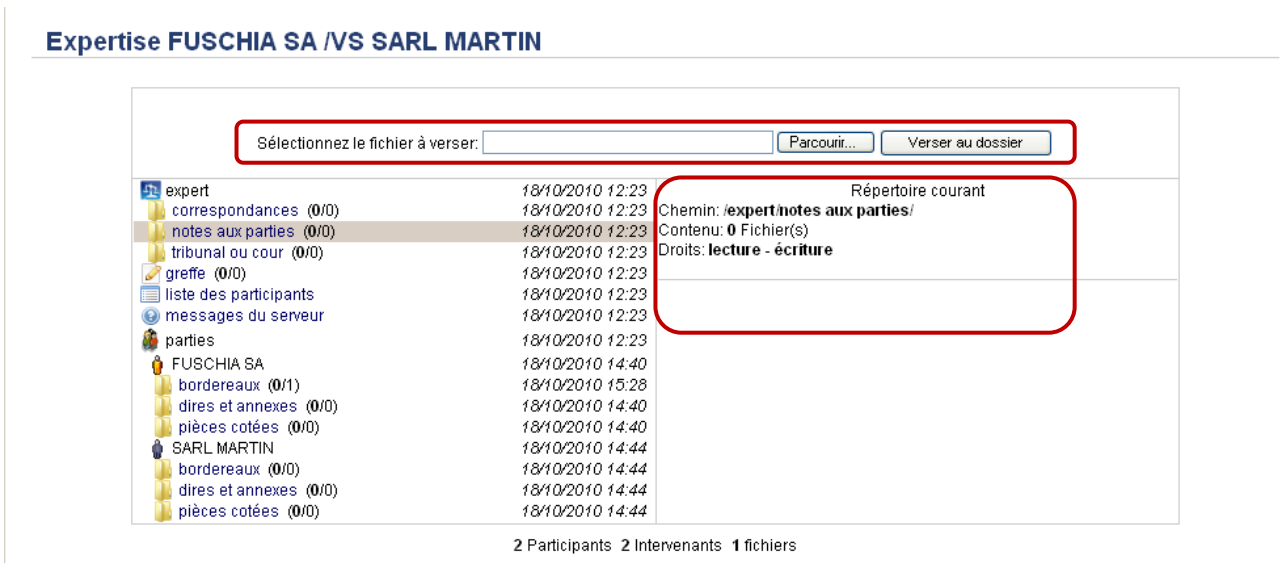 Expertise FUSCHIA SA /VS SARL MARTIN
Sélectionnez le fichier à verser: Parcourir... Verser au dossier
expert 18/10/2010 12:23
correspondances (0/0) 18/10/2010 12:23
notes aux parties (0/0) 18/10/2010 12:23
tribunal ou cour (0/0) 18/10/2010 12:23
greffe (0/0) 18/10/2010 12:23
liste des participants 18/10/2010 12:23
messages du serveur 18/10/2010 12:23
parties 18/10/2010 12:23
FUSCHIA SA 18/10/2010 14:40
bordereaux (0/1) 18/10/2010 15:28
dires et annexes (0/0) 18/10/2010 14:40
pièces cotées (0/0) 18/10/2010 14:40
SARL MARTIN 18/10/2010 14:44
bordereaux (0/0) 18/10/2010 14:44
dires et annexes (0/0) 18/10/2010 14:44
pièces cotées (0/0) 18/10/2010 14:44
Répertoire courant
Chemin: /expert/notes aux parties/
Contenu: 0 Fichier(s)
Droits: lecture - écriture
2 Participants 2 Intervenants 1 fichiers